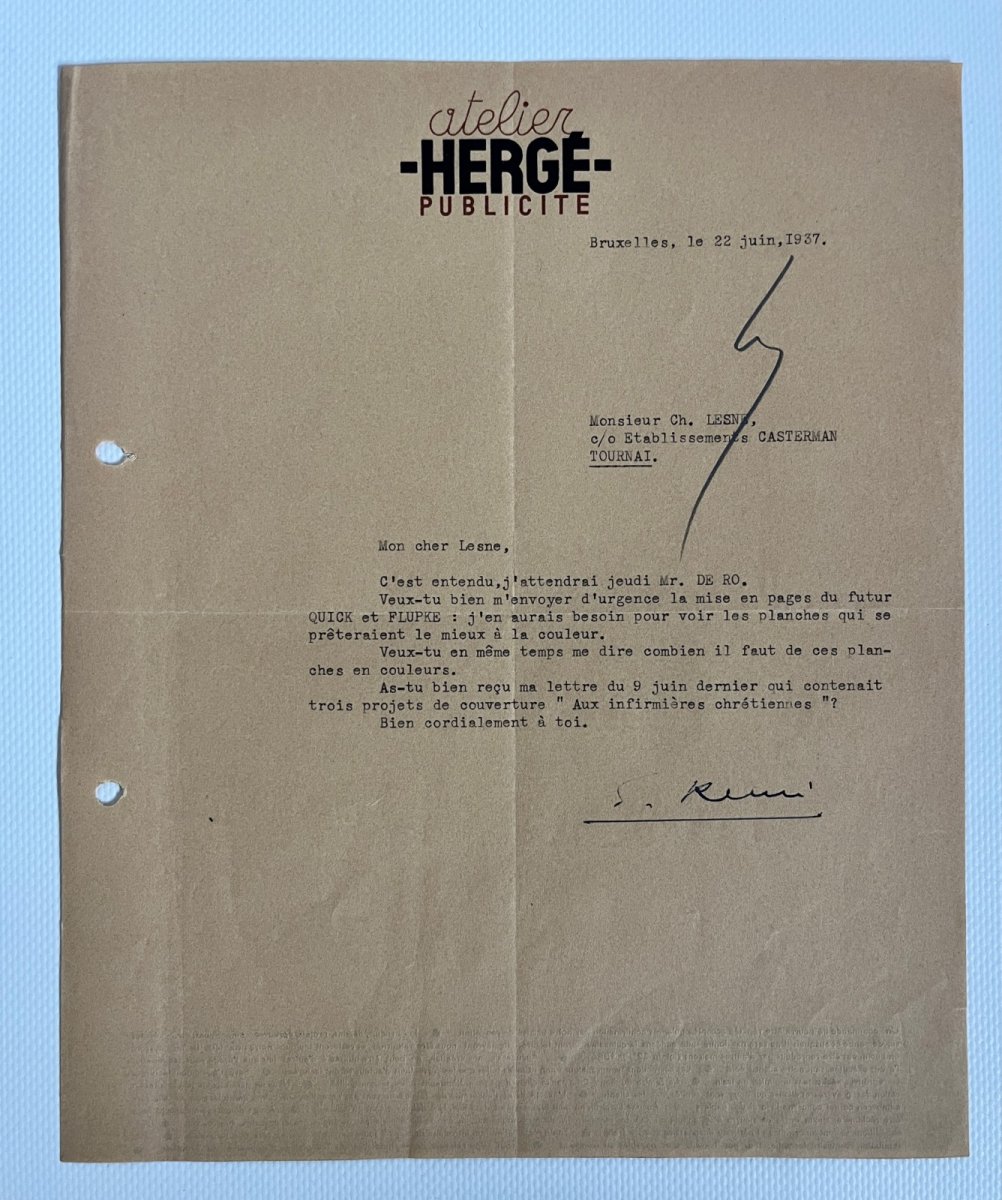 atelier
-HERGÉ-
PUBLICITE
Bruxelles, le 22 juin,1937.
Monsieur Ch. LESNE,
c/o Etablissements CASTERMAN
TOURNAI.
Mon cher Lesne,
C'est entendu,j'attendrai jeudi Mr. DE RO.
Veux-tu bien m'envoyer d'urgence la mise en pages du futur
QUICK et FLUPKE : j'en aurais besoin pour voir les planches qui se
prêteraient le mieux à la couleur.
Veux-tu en même temps me dire combien il faut de ces plan-
ches en couleurs.
As-tu bien reçu ma lettre du 9 juin dernier qui contenait
trois projets de couverture " Aux infirmières chrétiennes "?
Bien cordialement à toi.
Remi